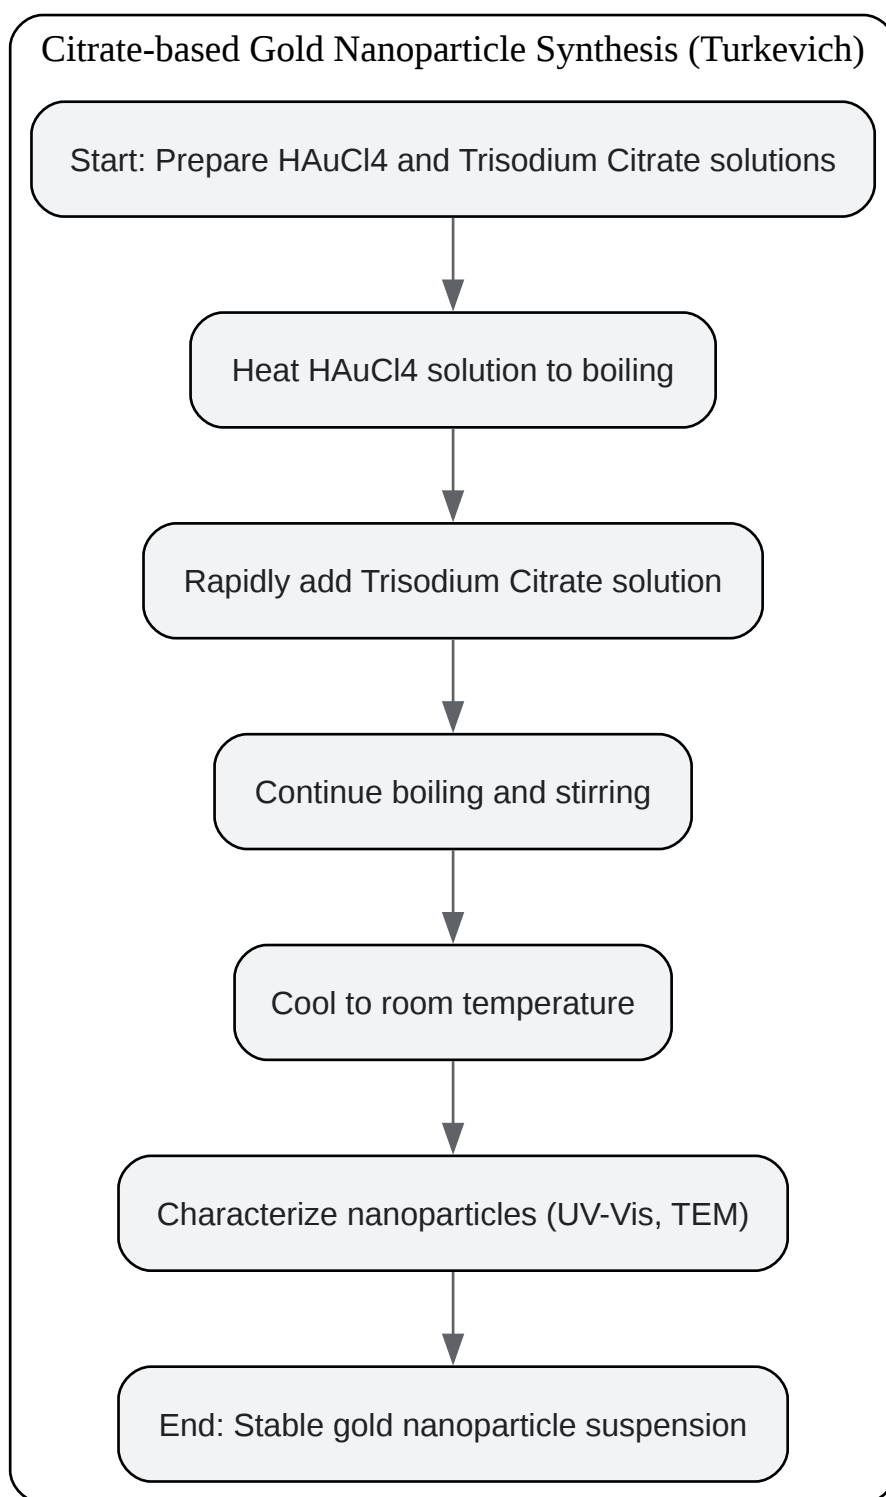 Citrate-based Gold Nanoparticle Synthesis (Turkevich)
Start: Prepare HAuCl4 and Trisodium Citrate solutions
Heat HAuCl4 solution to boiling
Rapidly add Trisodium Citrate solution
Continue boiling and stirring
Cool to room temperature
Characterize nanoparticles (UV-Vis, TEM)
End: Stable gold nanoparticle suspension